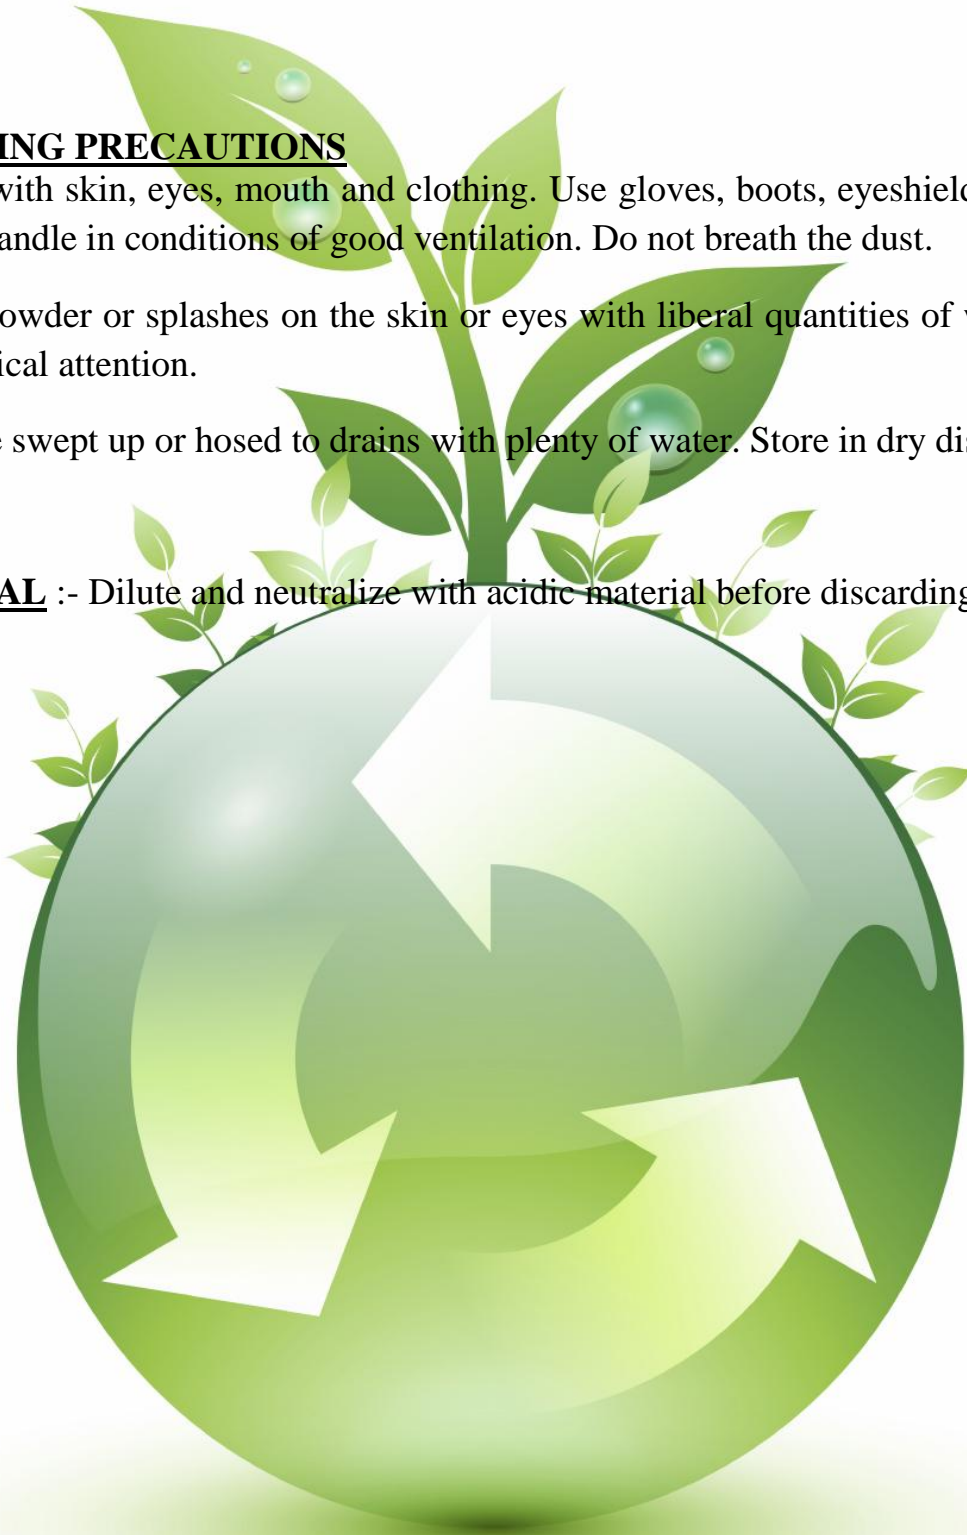 ING PRECAUTIONS
with skin, eyes, mouth and clothing. Use gloves, boots, eyeshield
andle in conditions of good ventilation. Do not breath the dust.
owder or splashes on the skin or eyes with liberal quantities of
ical attention.
e swept up or hosed to drains with plenty of water. Store in dry dis
AL :- Dilute and neutralize with acidic material before discarding